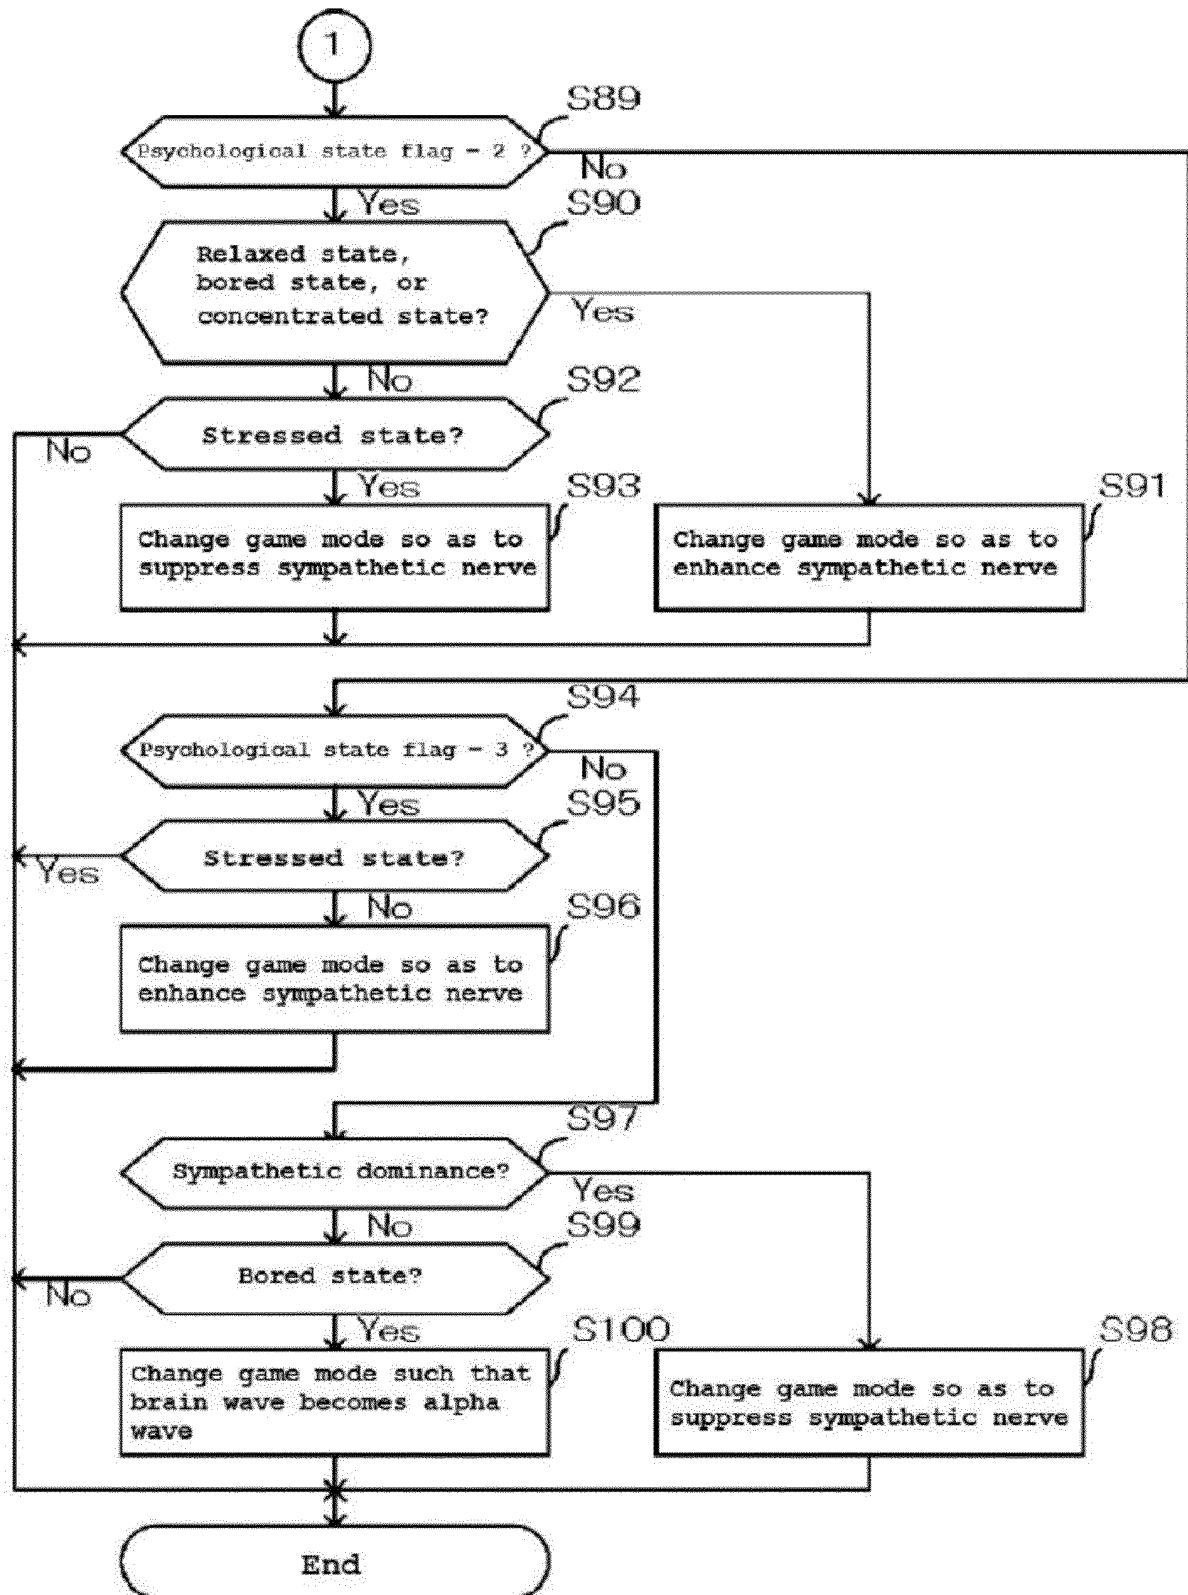 1
S89
Psychological state flag = 2 ?
No
Yes
S90
Relaxed state,
bored state, or
concentrated state?
Yes
No
S92
Stressed state?
No
Yes
S93
S91
Change game mode so as to
suppress sympathetic nerve
Change game mode so as to
enhance sympathetic nerve
S94
Psychological state flag = 3 ?
No
Yes
S95
Stressed state?
Yes
No
S96
Change game mode so as to
enhance sympathetic nerve
S97
Sympathetic dominance?
Yes
No
S99
Bored state?
No
Yes
S100
S98
Change game mode such that
brain wave becomes alpha
wave
Change game mode so as to
suppress sympathetic nerve
End